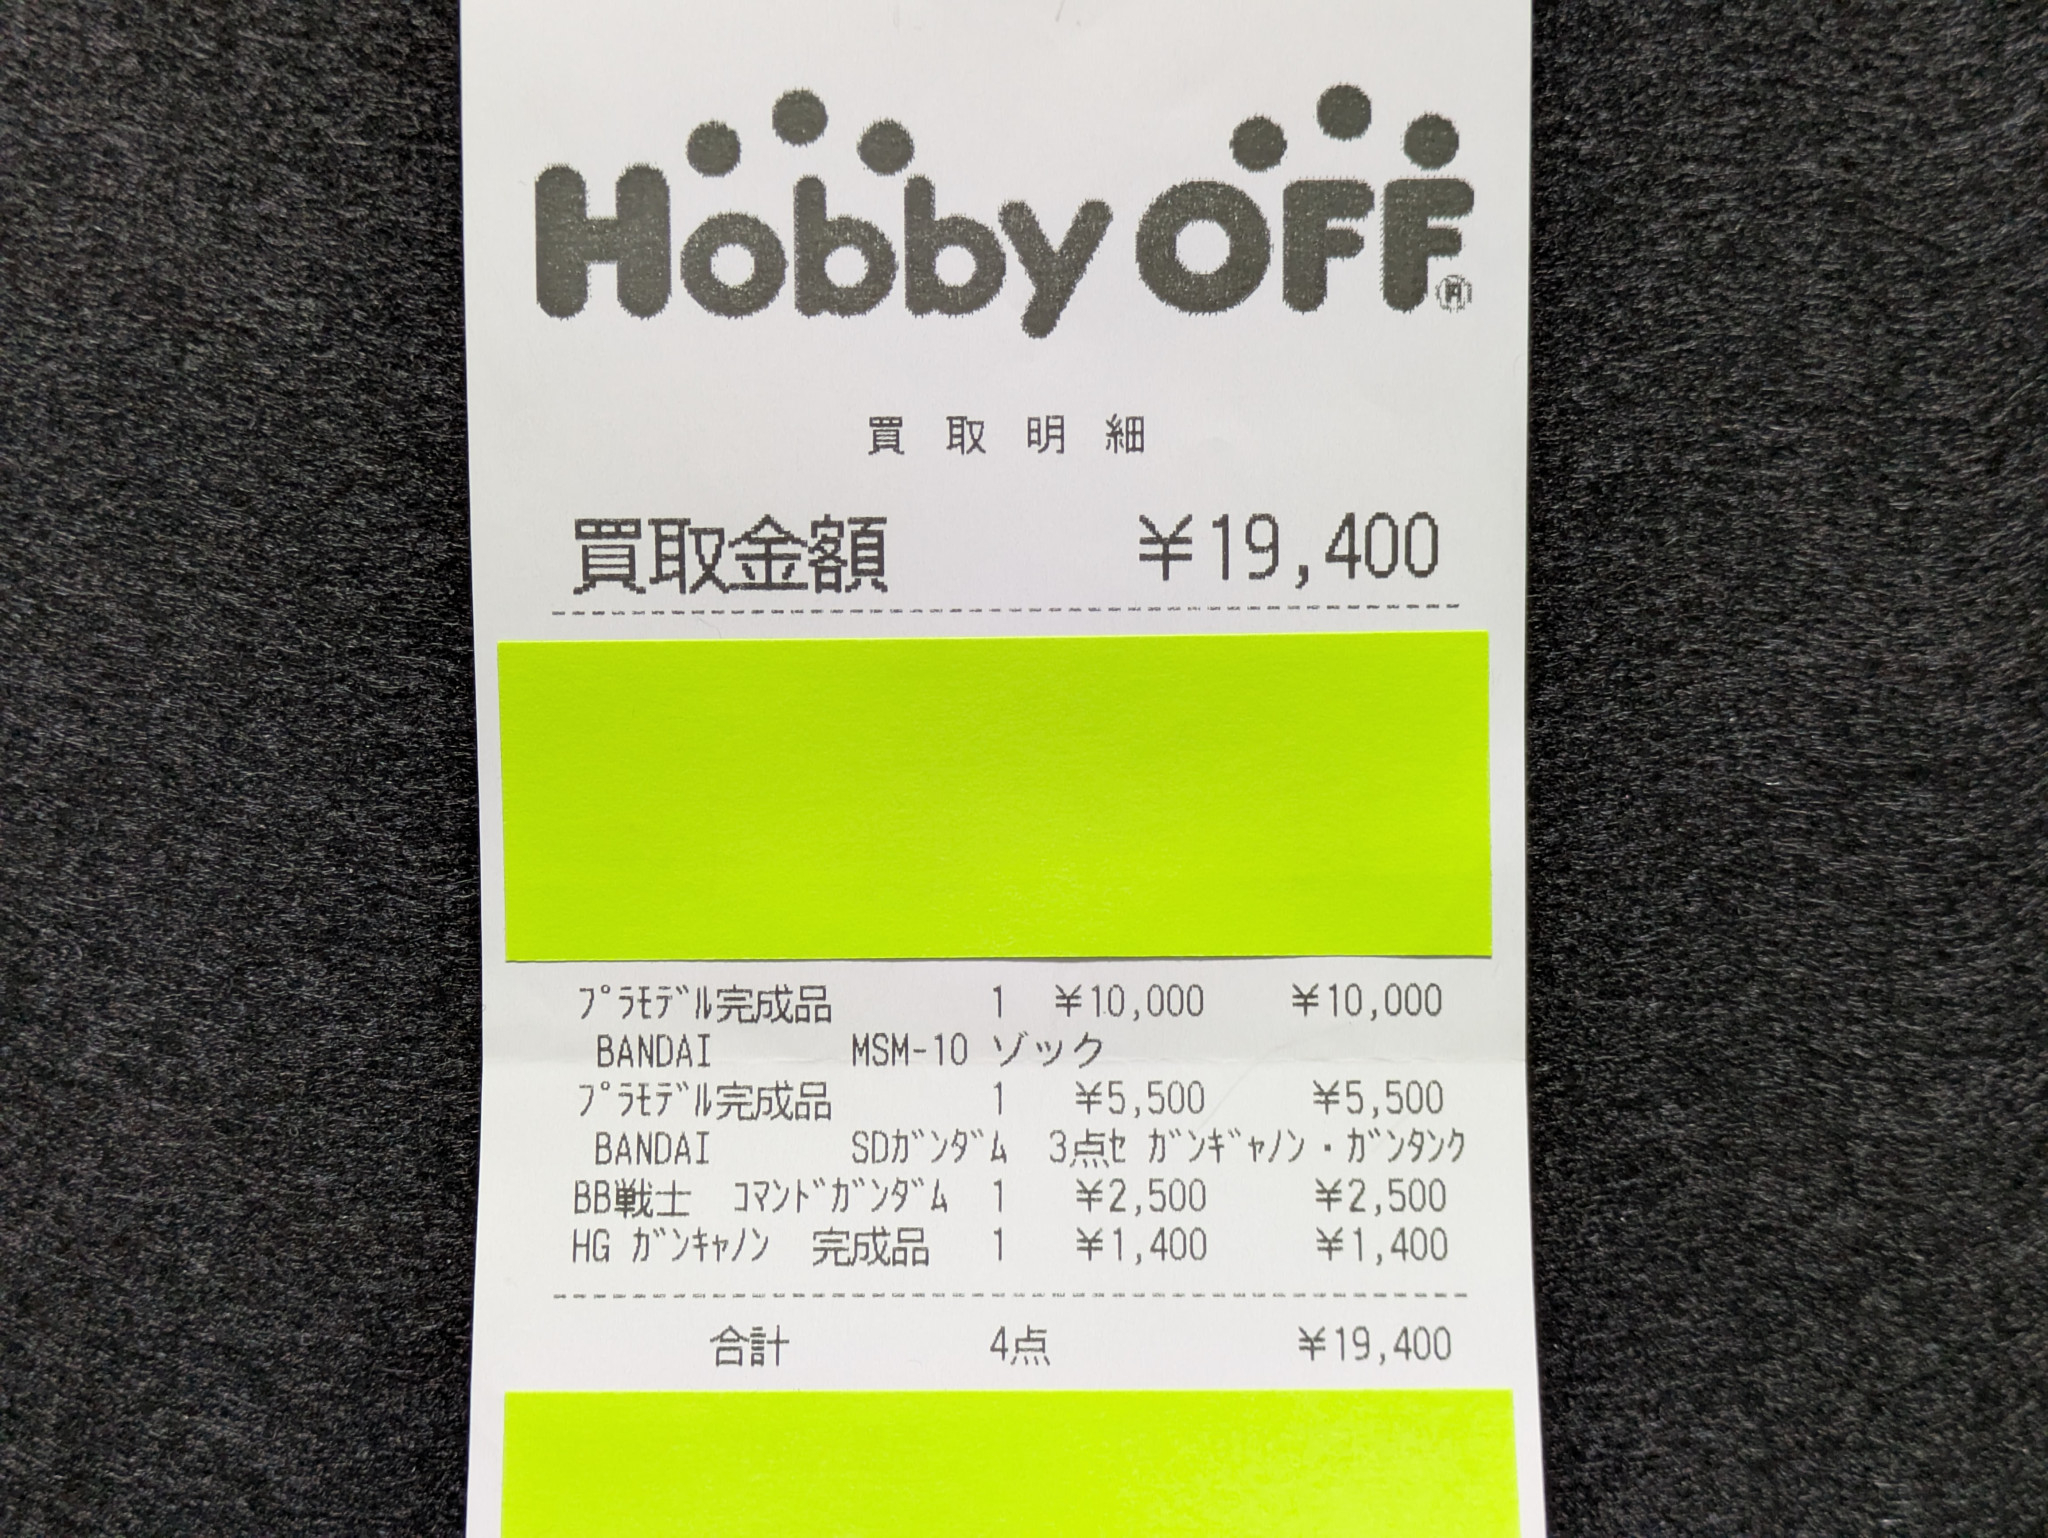 Hobby OFF®
買取明細
買取金額 ¥19,400
ﾌﾟﾗﾓﾃﾞﾙ完成品 1 ¥10,000 ¥10,000
BANDAI MSM-10 ゾック
ﾌﾟﾗﾓﾃﾞﾙ完成品 1 ¥5,500 ¥5,500
BANDAI SDｶﾞﾝﾀﾞﾑ 3点ｾ ｶﾞﾝｷﾞｬﾉﾝ・ｶﾞﾝﾀﾝｸ
BB戦士 ｺﾏﾝﾄﾞｶﾞﾝﾀﾞﾑ 1 ¥2,500 ¥2,500
HG ｶﾞﾝｷｬﾉﾝ 完成品 1 ¥1,400 ¥1,400
合計 4点 ¥19,400